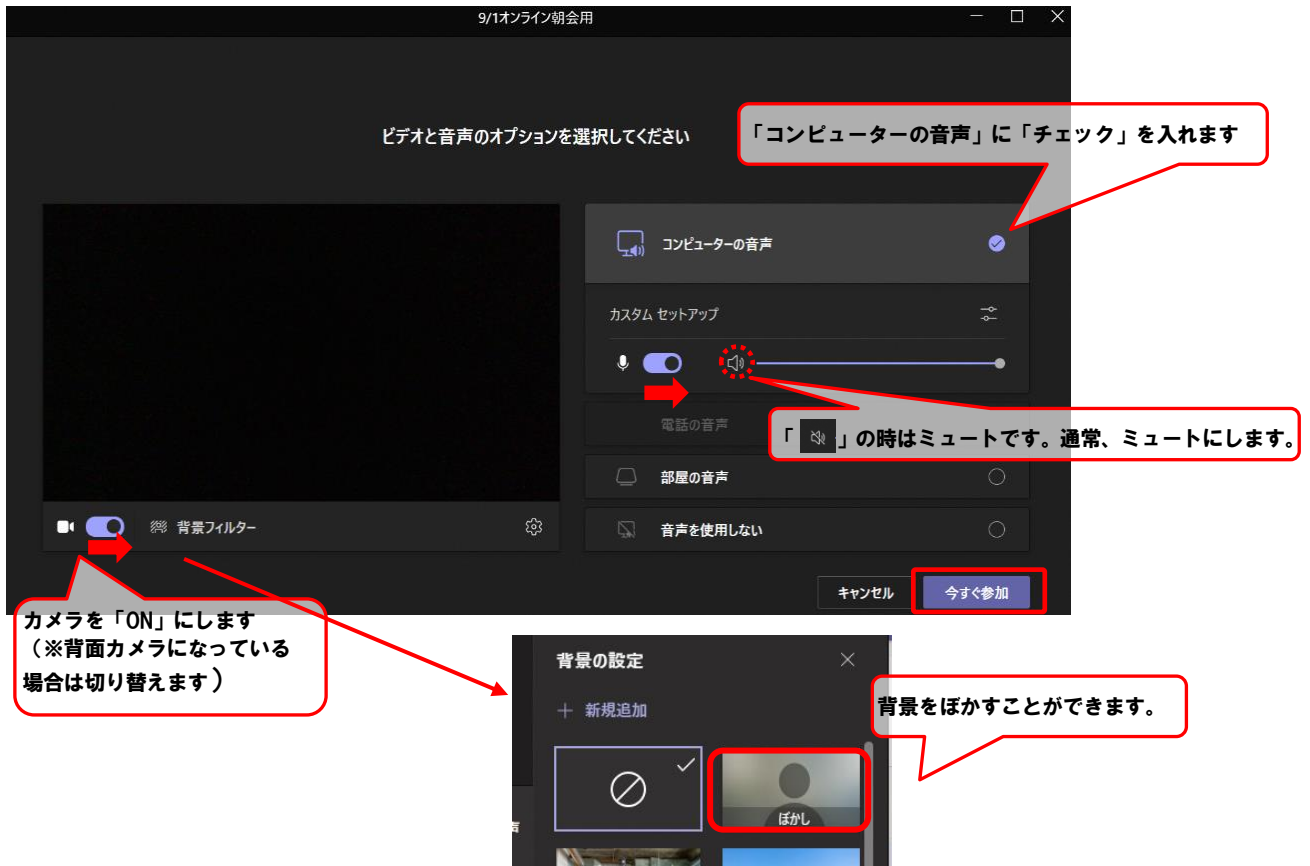 9/1オンライン朝会用
ビデオと音声のオプションを選択してください
「コンピューターの音声」に「チェック」を入れます
コンピューターの音声
カスタム セットアップ
電話の音声
「 」の時はミュートです。通常、ミュートにします。
部屋の音声
背景フィルター
音声を使用しない
キャンセル
今すぐ参加
カメラを「ON」にします
（※背面カメラになっている
場合は切り替えます）
背景の設定
＋ 新規追加
背景をぼかすことができます。
ぼかし
声